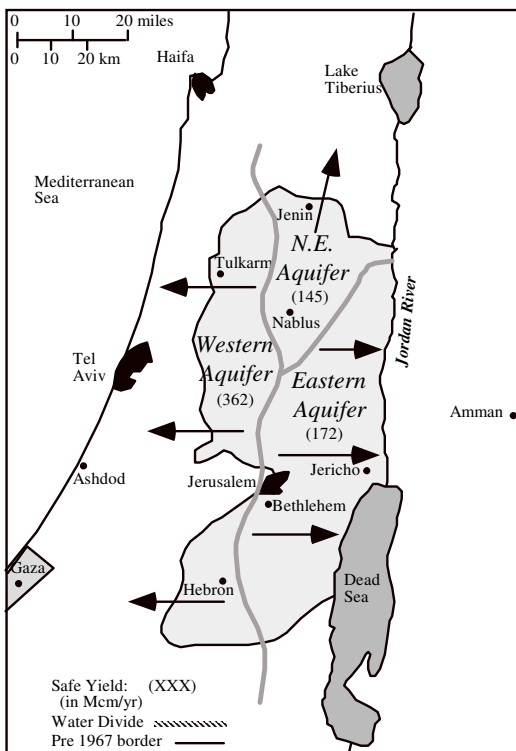 0 10 20 miles
0 10 20 km
Haifa
Lake
Tiberius
Mediterranean
Sea
Jenin
N.E.
Aquifer
(145)
Tulkarm
Nablus
Jordan River
Western
Aquifer
(362)
Tel
Aviv
Eastern
Aquifer
(172)
Amman
Ashdod
Jerusalem
Jericho
Bethlehem
Gaza
Hebron
Dead
Sea
Safe Yield: (XXX)
(in Mcm/yr)
Water Divide
Pre 1967 border